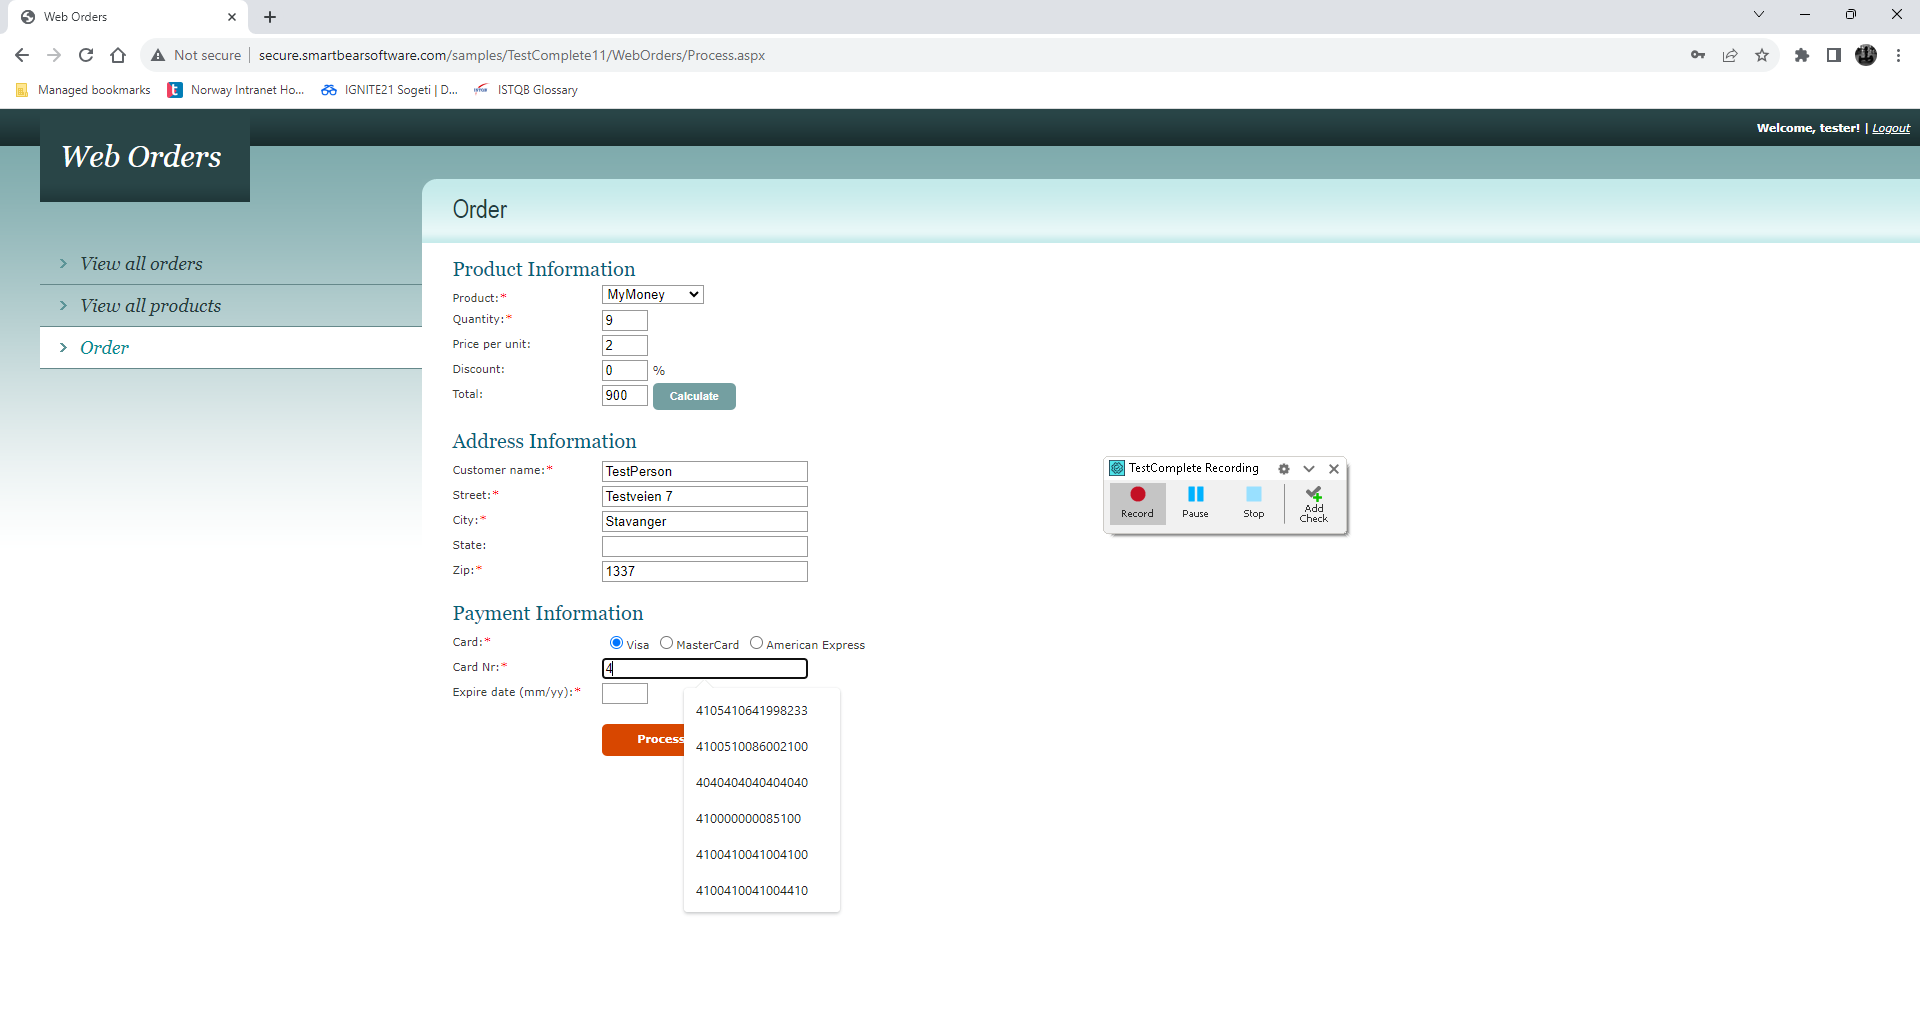 Web Orders
Not secure secure.smartbearsoftware.com/samples/TestComplete11/WebOrders/Process.aspx
Managed bookmarks Norway Intranet Ho... IGNITE21 Sogeti | D... ISTQB Glossary
Welcome, tester! | Logout
Web Orders
View all orders
View all products
Order
Order
Product Information
Product:* MyMoney
Quantity:* 9
Price per unit: 2
Discount: 0 %
Total: 900 Calculate
Address Information
Customer name:* TestPerson
Street:* Testveien 7
City:* Stavanger
State:
Zip:* 1337
Payment Information
Card:* Visa MasterCard American Express
Card Nr:* 4
Expire date (mm/yy):*
Process
4105410641998233
4100510086002100
4040404040404040
410000000085100
4100410041004100
4100410041004410
TestComplete Recording
Record Pause Stop Add Check